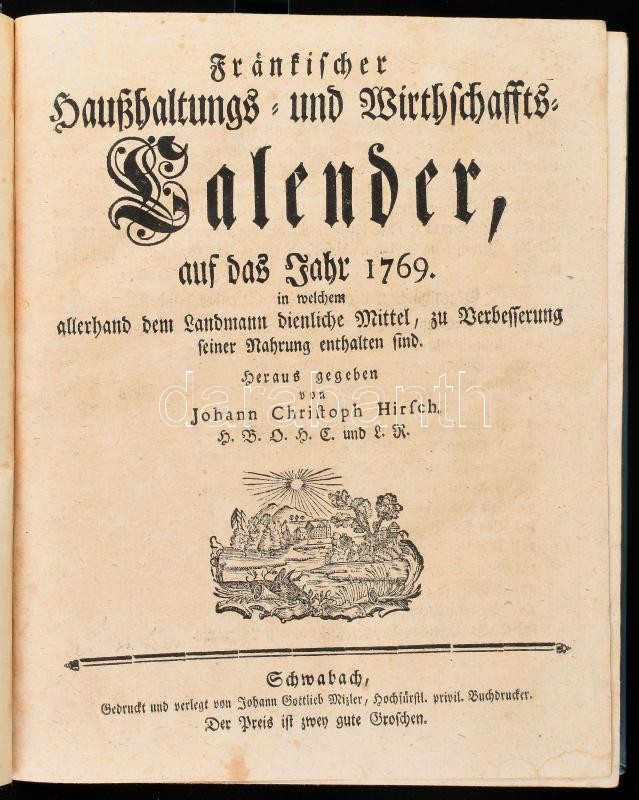 Fränkischer
Haußhaltungs- und Wirthschaffts-
Calender,
auf das Jahr 1769.
in welchem
allerhand dem Landmann dienliche Mittel, zu Verbesserung
seiner Nahrung enthalten sind.
Heraus gegeben
von
Johann Christoph Hirsch,
H. B. O. H. C. und L. R.
darabanth
Schwabach,
Gedruckt und verlegt von Johann Gottlieb Mizler, Hochfürstl. privil. Buchdrucker.
Der Preis ist zwey gute Groschen.